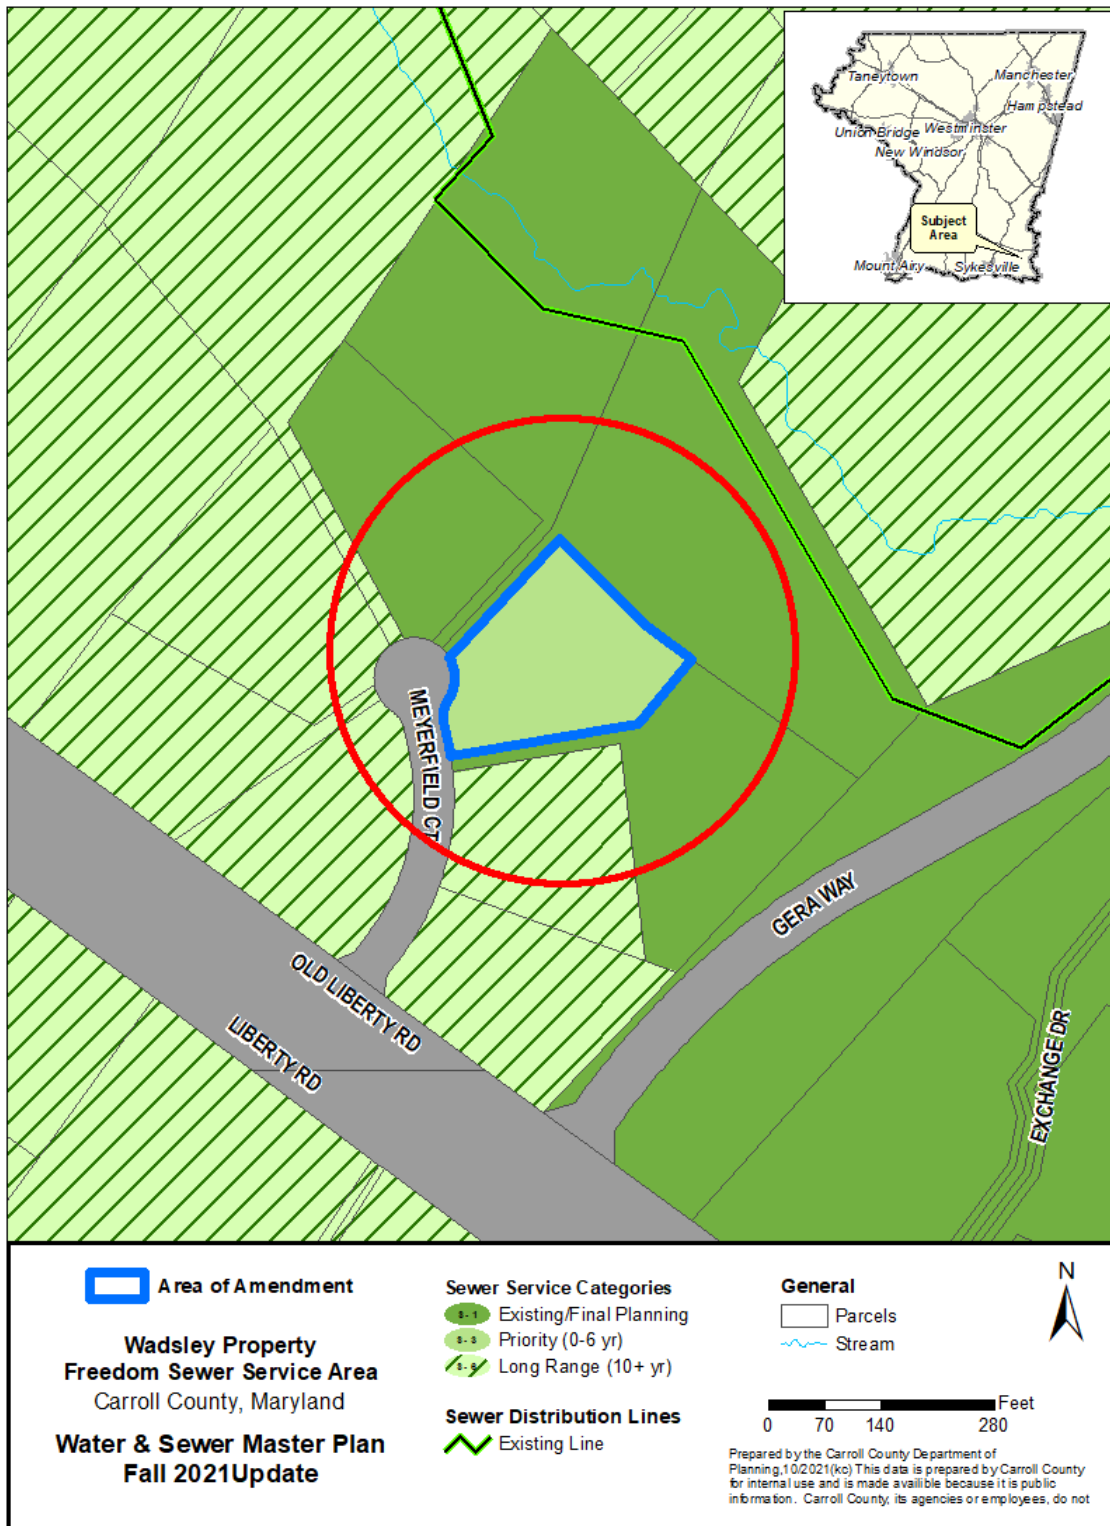 Taneytown
Manchester
Hampstead
Union Bridge
Westminster
New Windsor
Subject
Area
Mount Airy
Sykesville
MEYERFIELD CT
GERA WAY
OLD LIBERTY RD
LIBERTY RD
EXCHANGE DR
Area of Amendment
Wadsley Property
Freedom Sewer Service Area
Carroll County, Maryland
Water & Sewer Master Plan
Fall 2021Update
Sewer Service Categories
S-1 Existing/Final Planning
S-3 Priority (0-6 yr)
S-6 Long Range (10+ yr)
Sewer Distribution Lines
Existing Line
General
Parcels
Stream
N
Feet
0 70 140 280
Prepared by the Carroll County Department of
Planning,10/2021(kc) This data is prepared by Carroll County
for internal use and is made availible because it is public
information. Carroll County, its agencies or employees, do not